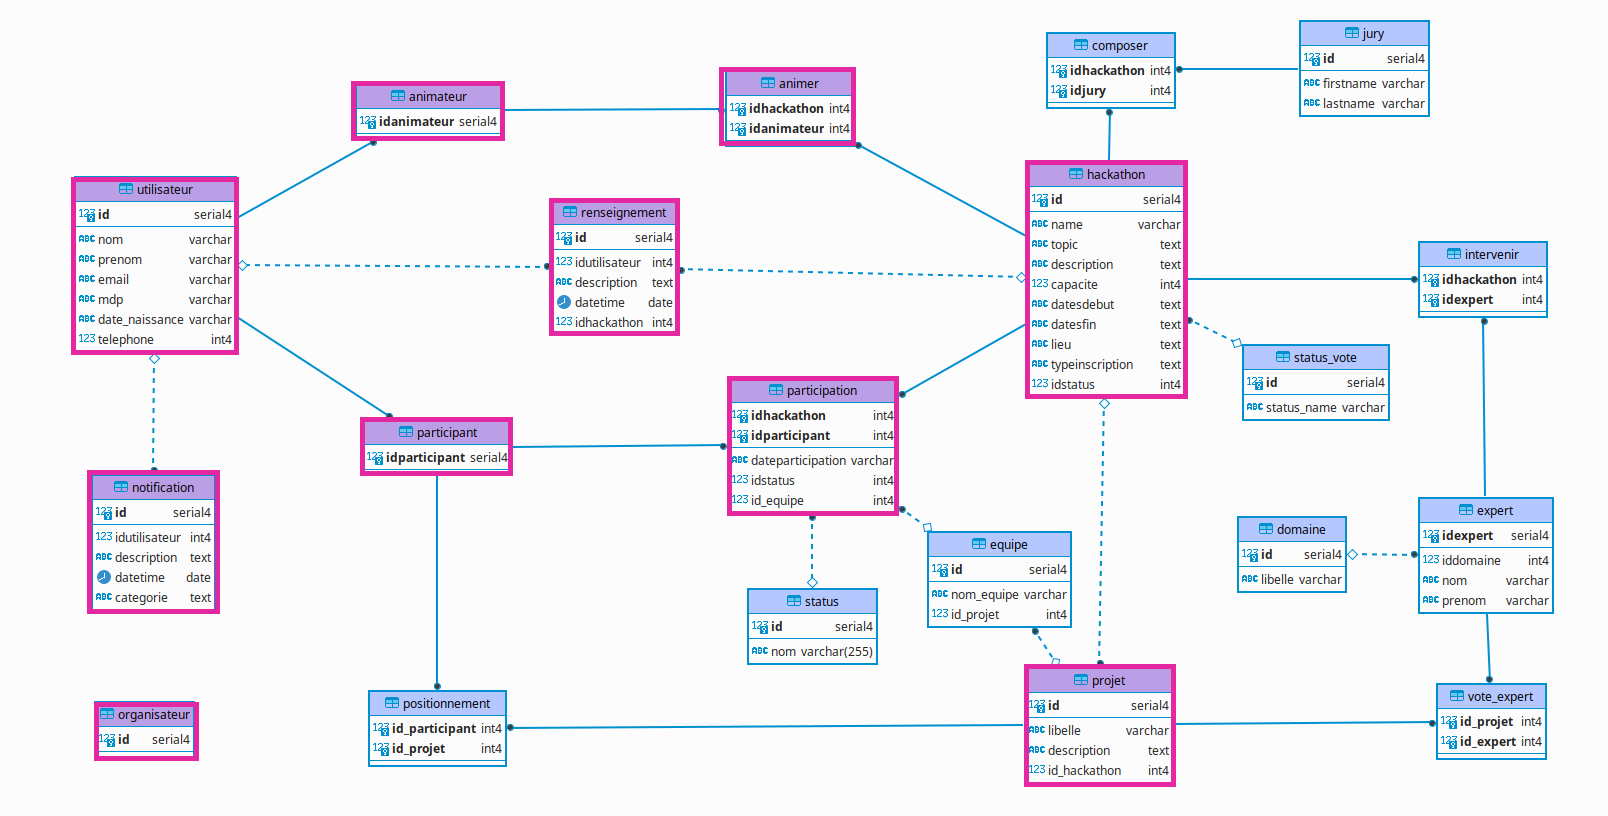 animateur
123 idanimateur serial4
animer
123 idhackathon int4
123 idanimateur int4
composer
123 idhackathon int4
123 idjury int4
jury
123 id serial4
ABC firstname varchar
ABC lastname varchar
utilisateur
123 id serial4
ABC nom varchar
ABC prenom varchar
ABC email varchar
ABC mdp varchar
ABC date_naissance varchar
123 telephone int4
renseignement
123 id serial4
123 idutilisateur int4
ABC description text
datetime date
123 idhackathon int4
hackathon
123 id serial4
ABC name varchar
ABC topic text
ABC description text
123 capacite int4
ABC datesdebut text
ABC datesfin text
ABC lieu text
ABC typeinscription text
123 idstatus int4
intervenir
123 idhackathon int4
123 idexpert int4
status_vote
123 id serial4
ABC status_name varchar
participant
123 idparticipant serial4
participation
123 idhackathon int4
123 idparticipant int4
ABC dateparticipation varchar
123 idstatus int4
123 id_equipe int4
notification
123 id serial4
123 idutilisateur int4
ABC description text
datetime date
ABC categorie text
equipe
123 id serial4
ABC nom_equipe varchar
123 id_projet int4
domaine
123 id serial4
ABC libelle varchar
expert
123 idexpert serial4
123 iddomaine int4
ABC nom varchar
ABC prenom varchar
status
123 id serial4
ABC nom varchar(255)
organisateur
123 id serial4
positionnement
123 id_participant int4
123 id_projet int4
projet
123 id serial4
ABC libelle varchar
ABC description text
123 id_hackathon int4
vote_expert
123 id_projet int4
123 id_expert int4